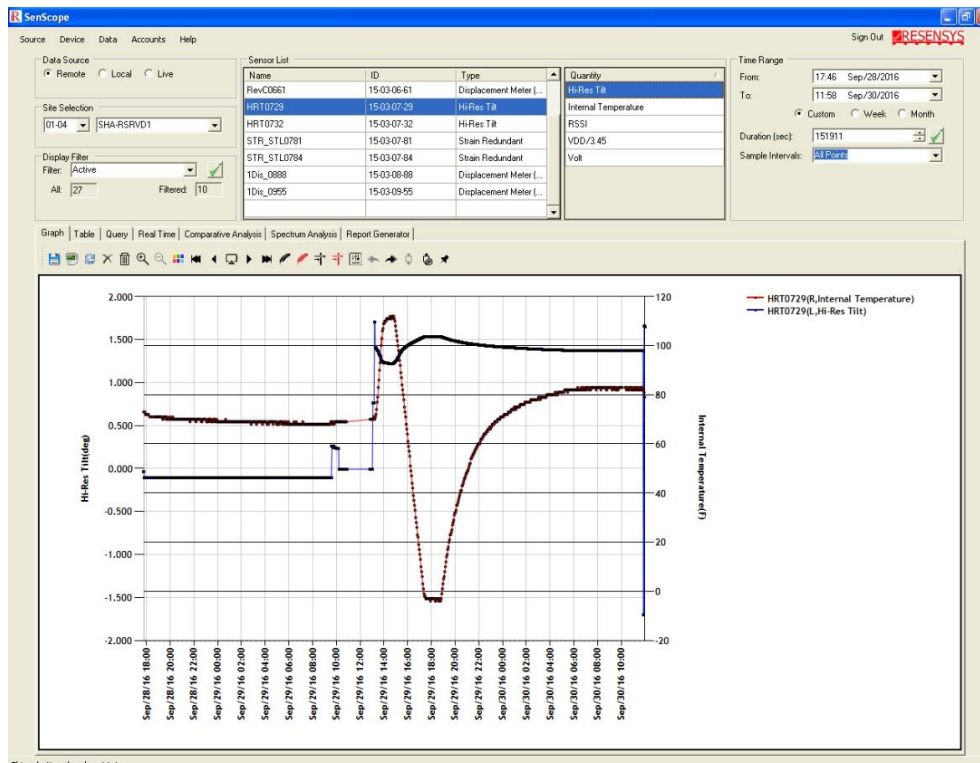 SenScope
Source Device Data Accounts Help
Sign Out RESENSYS
Data Source
Remote Local Live
Site Selection
01-04 SHA-RSRVD1
Display Filter
Filter: Active
All: 27 Filtered: 10
Sensor List
Name ID Type
RevC0661 15-03-06-61 Displacement Meter (...
HRT0729 15-03-07-29 Hi-Res Tilt
HRT0732 15-03-07-32 Hi-Res Tilt
STR_STL0781 15-03-07-81 Strain Redundant
STR_STL0784 15-03-07-84 Strain Redundant
1Dis_0888 15-03-08-88 Displacement Meter (...
1Dis_0955 15-03-09-55 Displacement Meter (...
Quantity
Hi-Res Tilt
Internal Temperature
RSSI
VDD/3.45
Volt
Time Range
From: 17:46 Sep/28/2016
To: 11:58 Sep/30/2016
Custom Week Month
Duration (sec): 151911
Sample Intervals: All Points
Graph Table Query Real Time Comparative Analysis Spectrum Analysis Report Generator
HRT0729(R,Internal Temperature)
HRT0729(L,Hi-Res Tilt)
Hi-Res Tilt(deg)
2.000
1.500
1.000
0.500
0.000
-0.500
-1.000
-1.500
-2.000
120
100
80
60
40
20
0
-20
Internal Temperature(F)
Sep/28/16 18:00
Sep/28/16 20:00
Sep/28/16 22:00
Sep/29/16 00:00
Sep/29/16 02:00
Sep/29/16 04:00
Sep/29/16 06:00
Sep/29/16 08:00
Sep/29/16 10:00
Sep/29/16 12:00
Sep/29/16 14:00
Sep/29/16 16:00
Sep/29/16 18:00
Sep/29/16 20:00
Sep/29/16 22:00
Sep/30/16 00:00
Sep/30/16 02:00
Sep/30/16 04:00
Sep/30/16 06:00
Sep/30/16 08:00
Sep/30/16 10:00